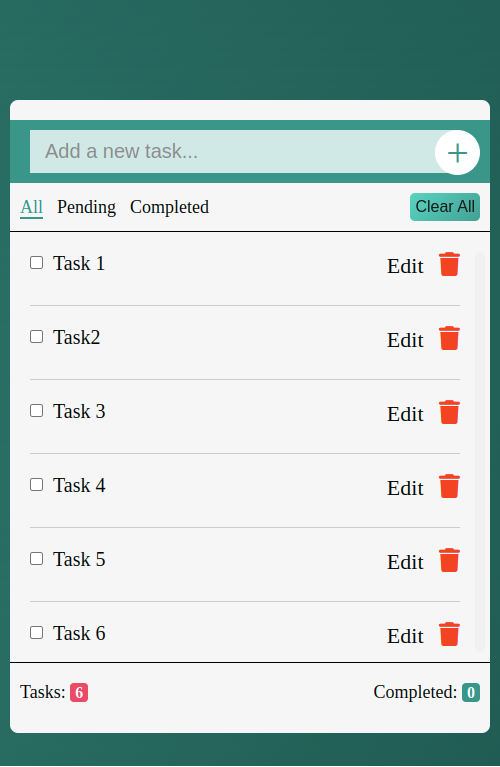 Add a new task...
All Pending Completed Clear All
Task 1 Edit
Task2 Edit
Task 3 Edit
Task 4 Edit
Task 5 Edit
Task 6 Edit
Tasks: 6 Completed: 0